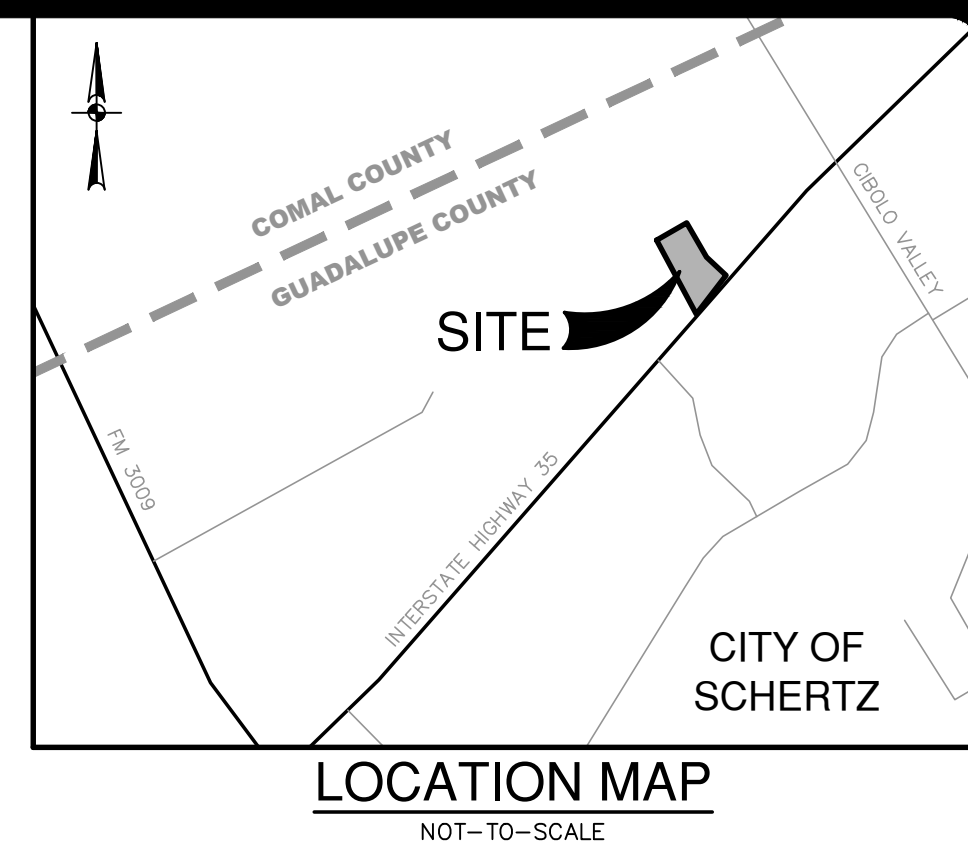 COMAL COUNTY
GUADALUPE COUNTY
CIBOLO VALLEY
SITE
FM 3009
INTERSTATE HIGHWAY 35
CITY OF
SCHERTZ
LOCATION MAP
NOT-TO-SCALE